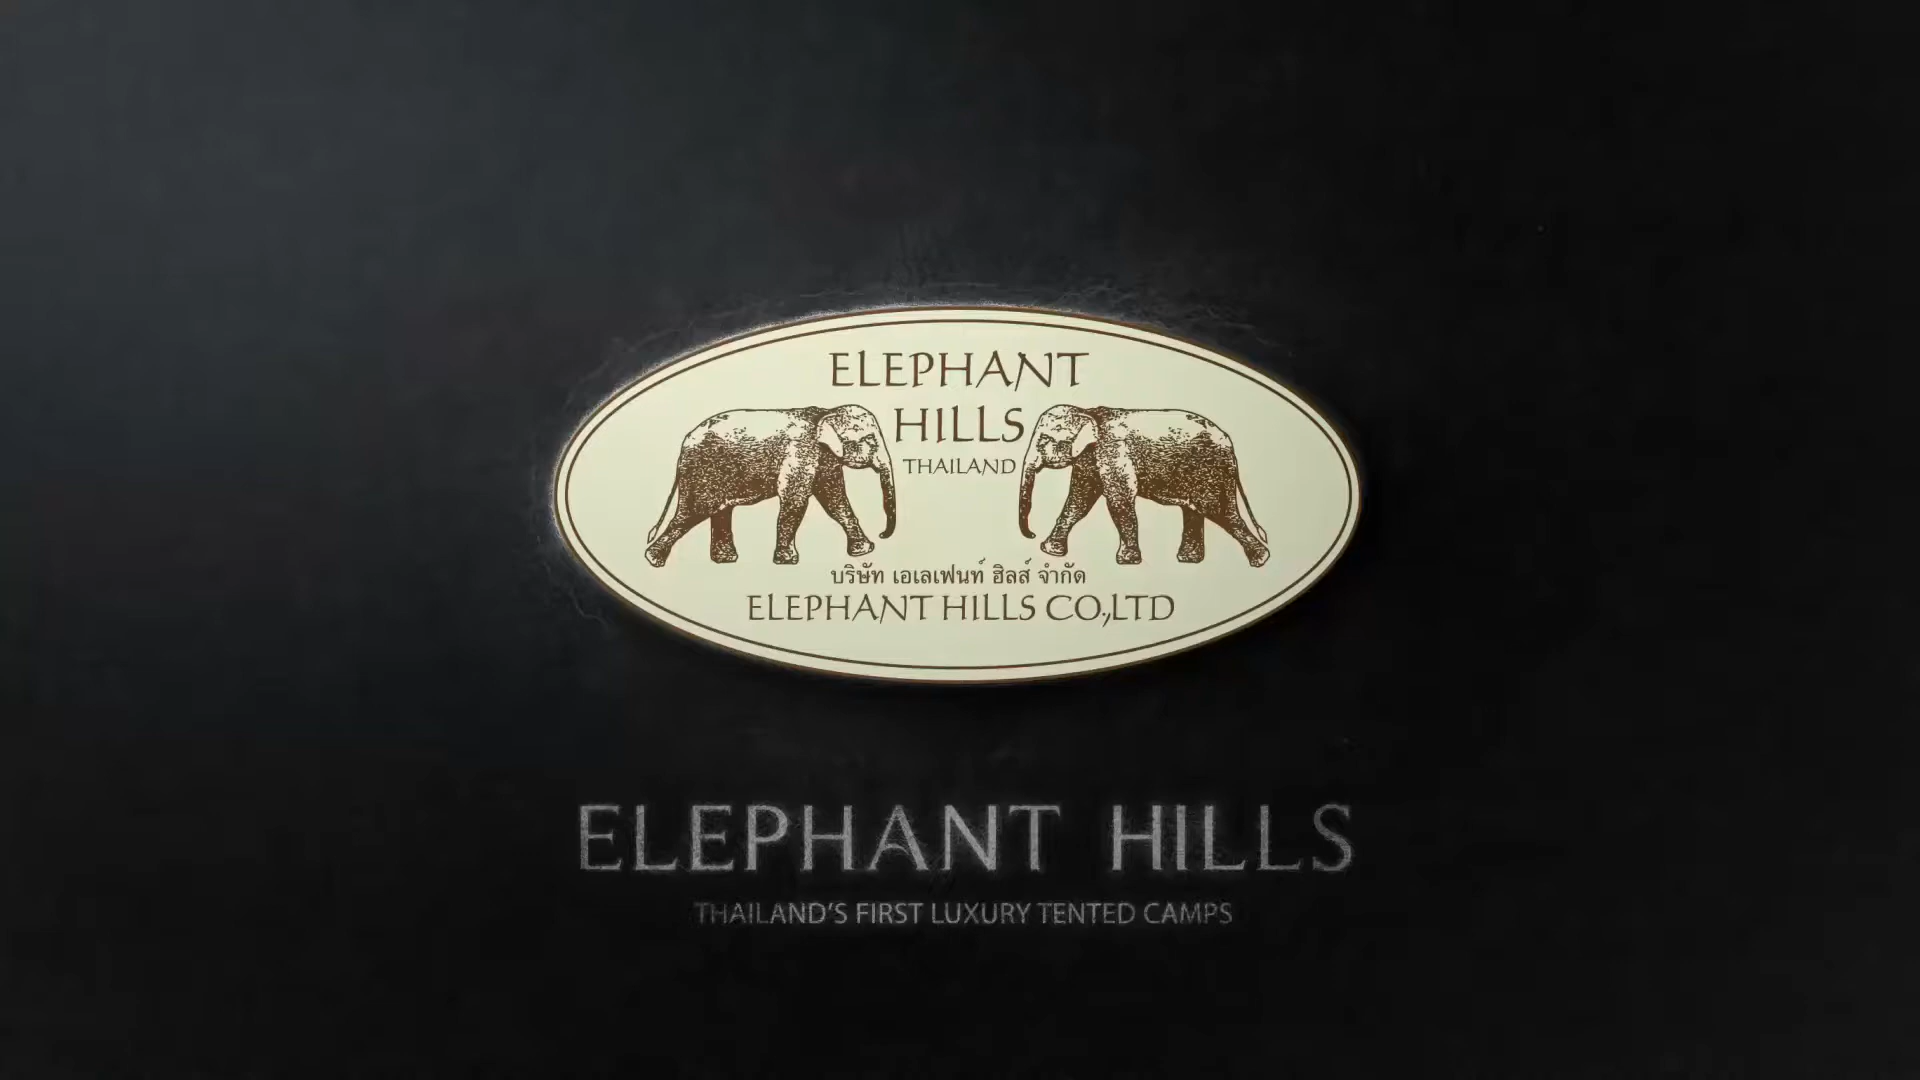 ELEPHANT
HILLS
THAILAND
บริษัท เอเลเฟนท์ ฮิลส์ จำกัด
ELEPHANT HILLS CO.,LTD
ELEPHANT HILLS
THAILAND'S FIRST LUXURY TENTED CAMPS